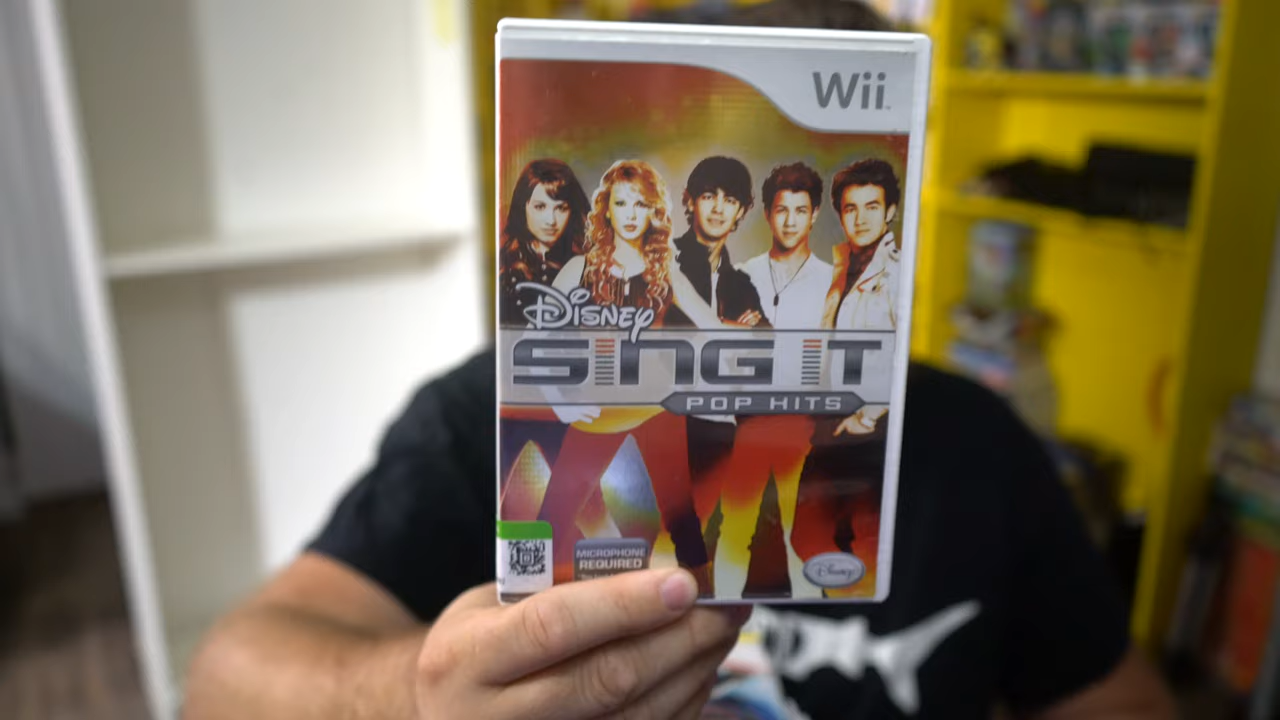 Wii
Disney
SING IT
POP HITS
MICROPHONE
REQUIRED
Disney